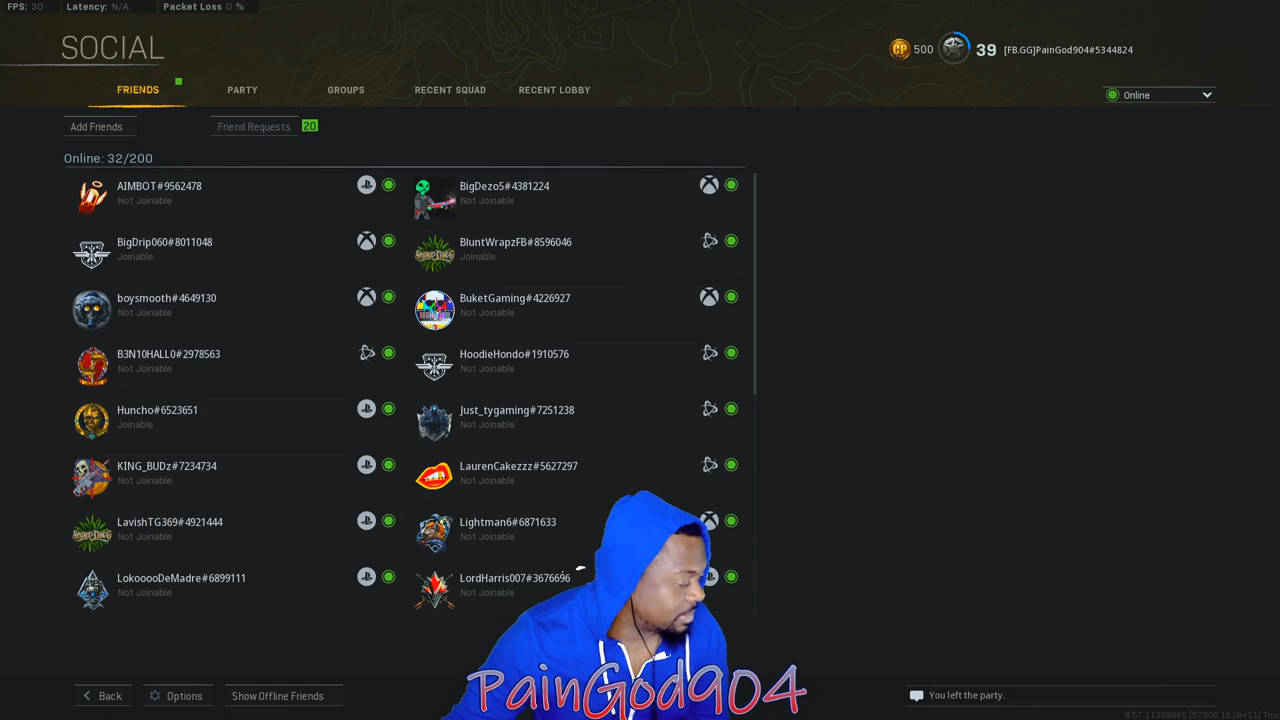 FPS: 30 Latency: N/A Packet Loss 0 %
SOCIAL
500 39 [FB.GG]PainGod904#5344824
FRIENDS PARTY GROUPS RECENT SQUAD RECENT LOBBY
Online
Add Friends Friend Requests 20
Online: 32/200
AIMBOT#9562478
Not Joinable
BigDezo5#4381224
Not Joinable
BigDrip060#8011048
Joinable
BluntWrapzFB#8596046
Joinable
boysmooth#4649130
Not Joinable
BuketGaming#4226927
Not Joinable
B3N10HALL0#2978563
Not Joinable
HoodieHondo#1910576
Not Joinable
Huncho#6523651
Joinable
Just_tygaming#7251238
Not Joinable
KING_BUDz#7234734
Not Joinable
LaurenCakezzz#5627297
Not Joinable
LavishTG369#4921444
Not Joinable
Lightman6#6871633
Not Joinable
LokooooDeMadre#6899111
Not Joinable
LordHarris007#3676696
Not Joinable
PainGod904
Back Options Show Offline Friends
You left the party.